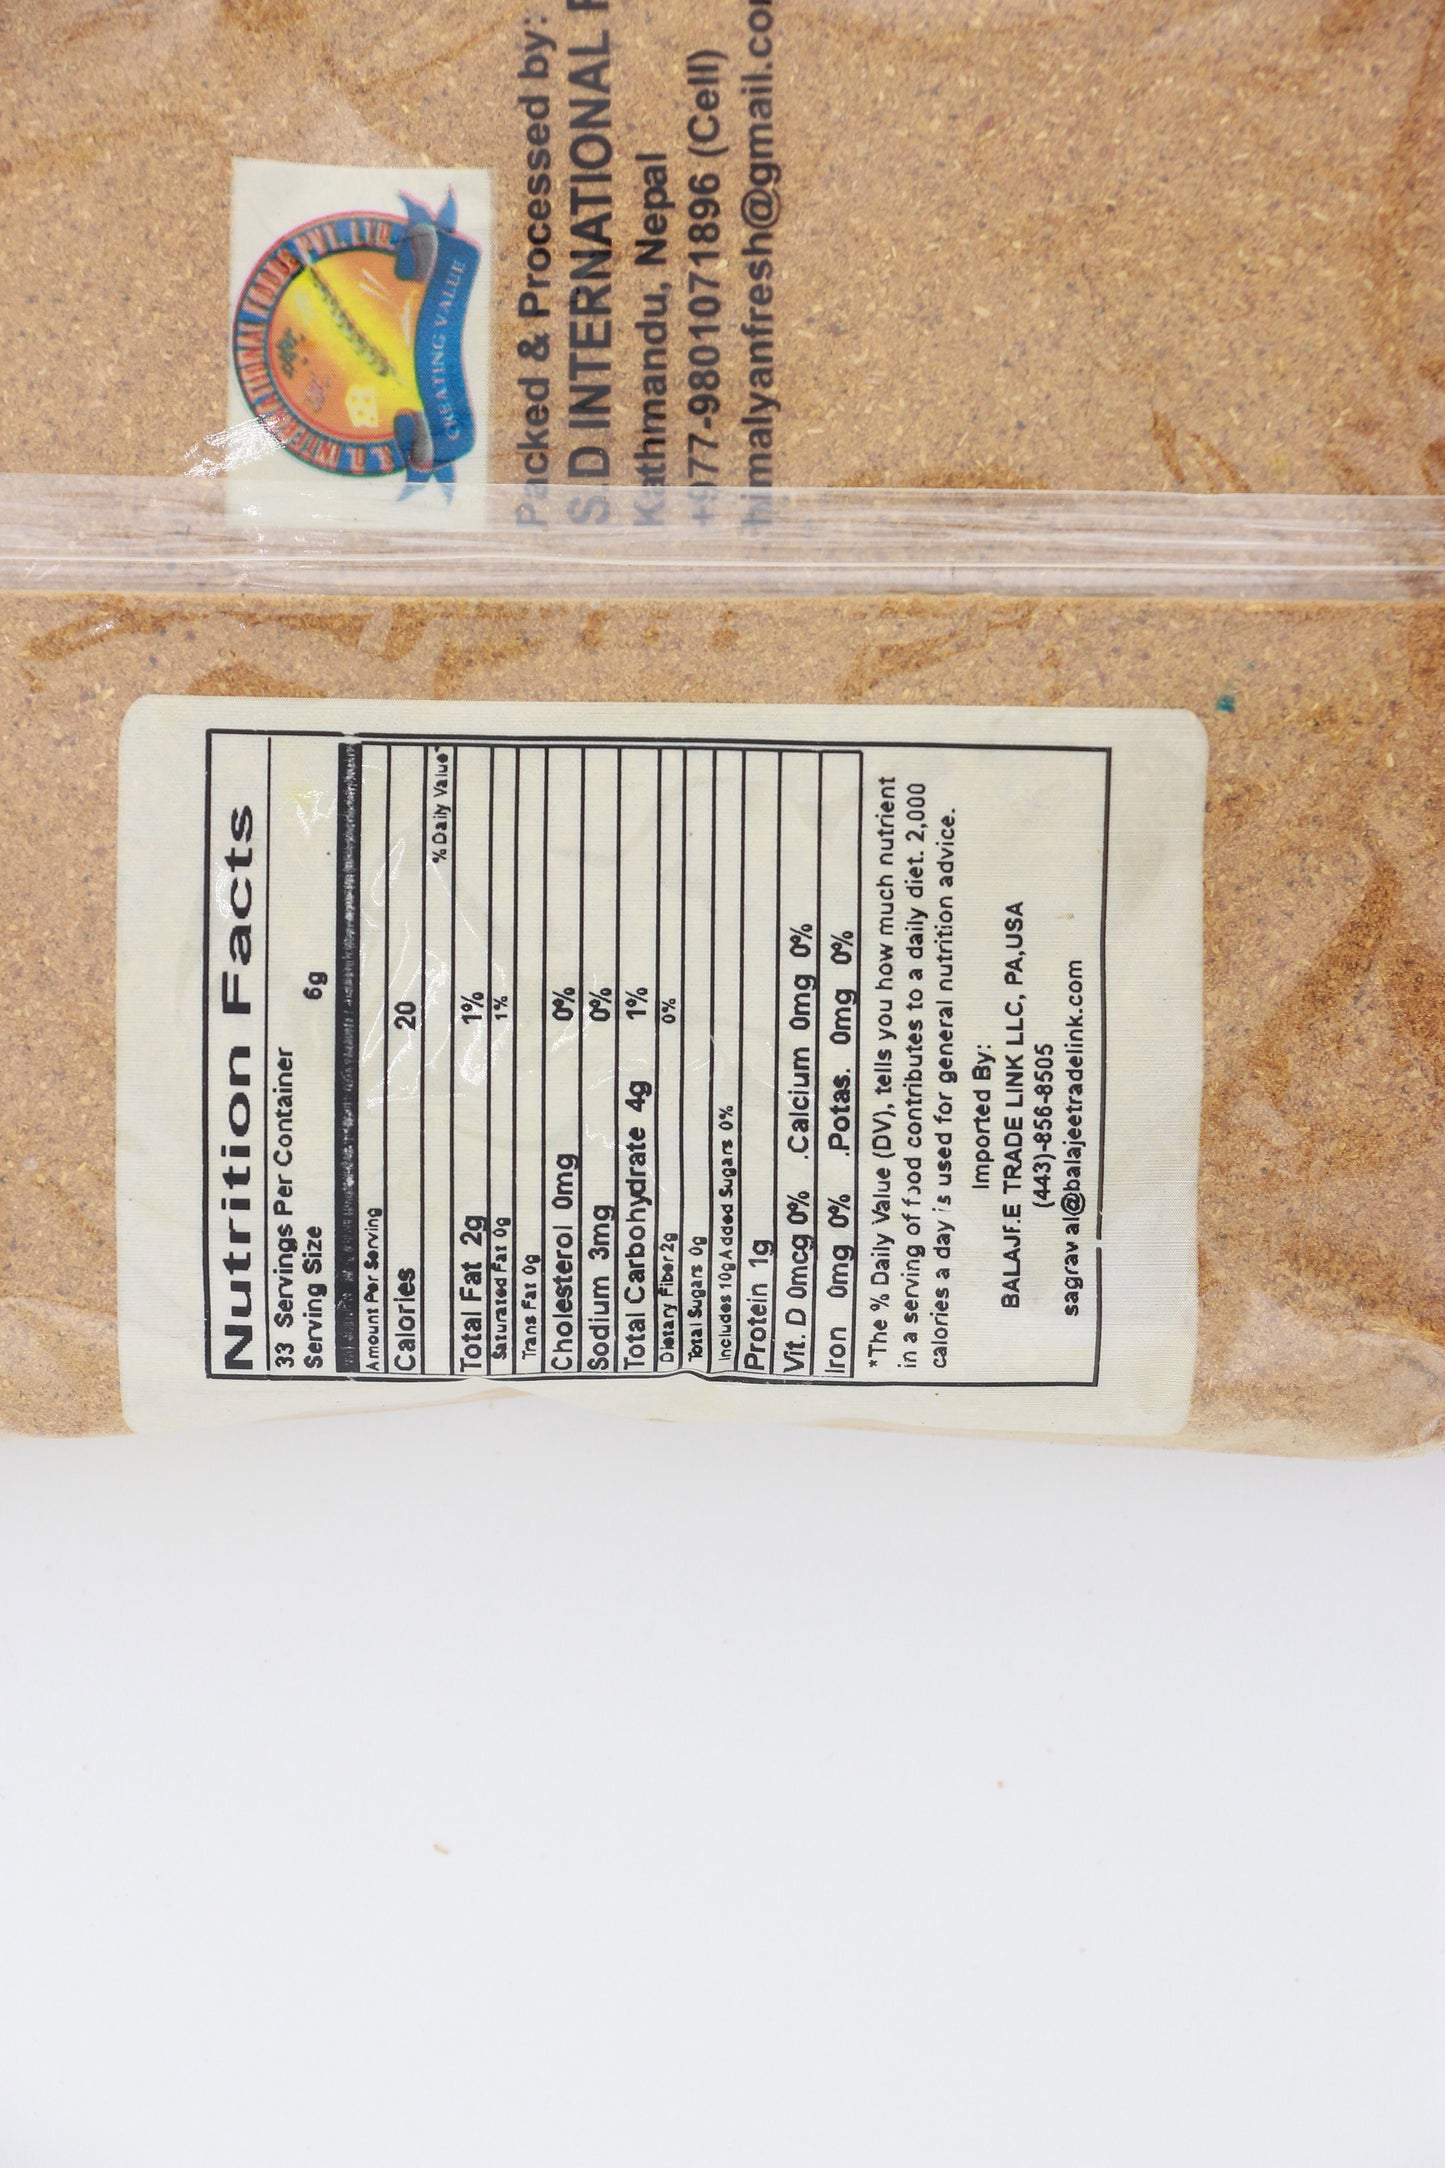 S.D. INTERNATIONAL FOODS PVT. LTD.
CREATING VALUE
Packed & Processed by:
S.D INTERNATIONAL
Kathmandu, Nepal
+977-9801071896 (Cell)
himalyanfresh@gmail.co
Nutrition Facts
33 Servings Per Container
Serving Size 6g
Amount Per Serving
Calories 20
% Daily Value*
Total Fat 2g 1%
Saturated Fat 0g 1%
Trans Fat 0g
Cholesterol 0mg 0%
Sodium 3mg 0%
Total Carbohydrate 4g 1%
Dietary Fiber 2g 0%
Total Sugars 0g
Includes 10g Added Sugars 0%
Protein 1g
Vit. D 0mcg 0% .Calcium 0mg 0%
Iron 0mg 0% .Potas. 0mg 0%
*The % Daily Value (DV), tells you how much nutrient
in a serving of food contributes to a daily diet. 2,000
calories a day is used for general nutrition advice.
Imported By:
BALAJEE TRADE LINK LLC, PA,USA
(443)-856-8505
sagraval@balajeetradelink.com